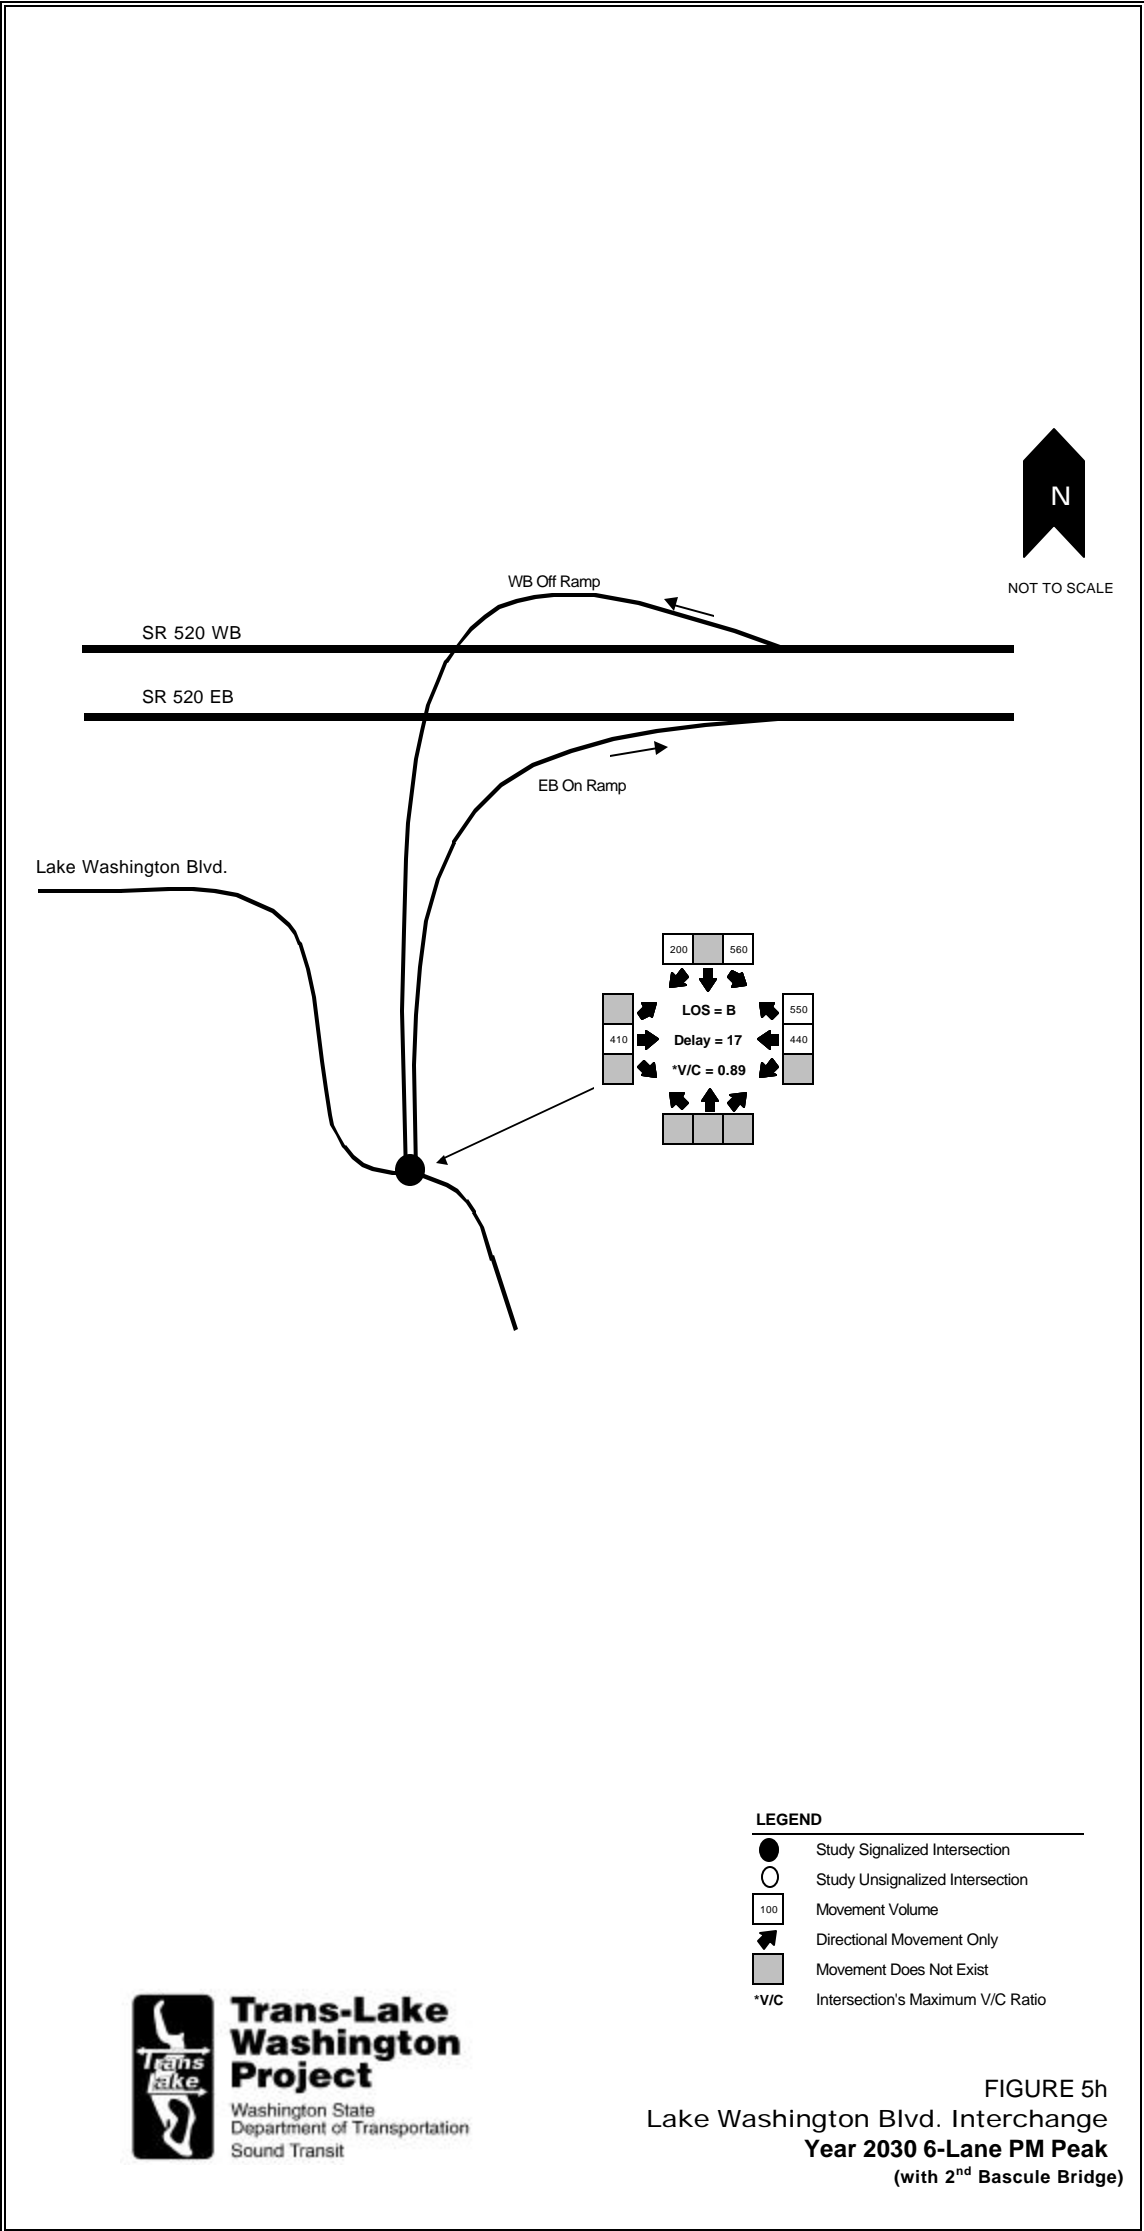 N
NOT TO SCALE
WB Off Ramp
SR 520 WB
SR 520 EB
EB On Ramp
Lake Washington Blvd.
200 560
LOS = B
550
410
Delay = 17
440
*V/C = 0.89
LEGEND
Study Signalized Intersection
Study Unsignalized Intersection
100 Movement Volume
Directional Movement Only
Movement Does Not Exist
*V/C Intersection's Maximum V/C Ratio
Trans
Lake
Trans-Lake
Washington
Project
Washington State
Department of Transportation
Sound Transit
FIGURE 5h
Lake Washington Blvd. Interchange
Year 2030 6-Lane PM Peak
(with 2nd Bascule Bridge)